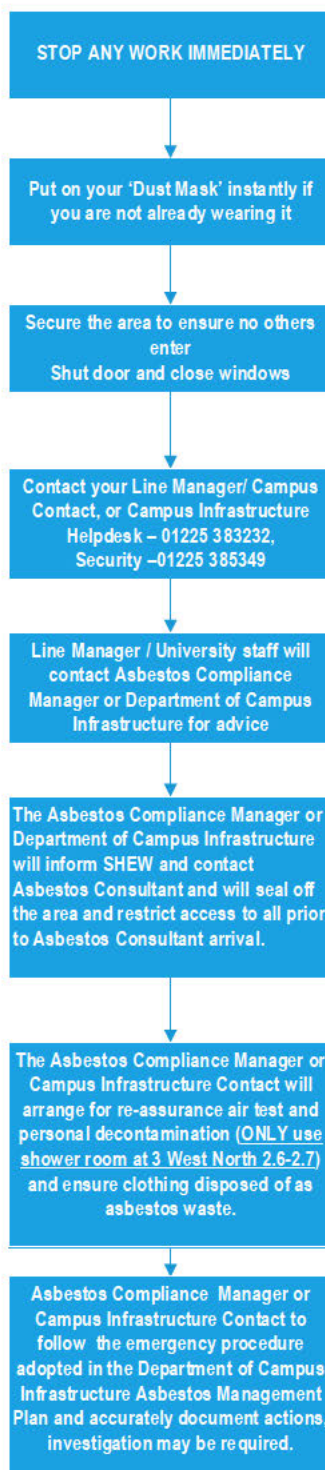 STOP ANY WORK IMMEDIATELY
Put on your ‘Dust Mask’ instantly if
you are not already wearing it
Secure the area to ensure no others
enter
Shut door and close windows
Contact your Line Manager/ Campus
Contact, or Campus Infrastructure
Helpdesk – 01225 383232,
Security –01225 385349
Line Manager / University staff will
contact Asbestos Compliance
Manager or Department of Campus
Infrastructure for advice
The Asbestos Compliance Manager or
Department of Campus Infrastructure
will inform SHEW and contact
Asbestos Consultant and will seal off
the area and restrict access to all prior
to Asbestos Consultant arrival.
The Asbestos Compliance Manager or
Campus Infrastructure Contact will
arrange for re-assurance air test and
personal decontamination (ONLY use
shower room at 3 West North 2.6-2.7)
and ensure clothing disposed of as
asbestos waste.
Asbestos Compliance Manager or
Campus Infrastructure Contact to
follow the emergency procedure
adopted in the Department of Campus
Infrastructure Asbestos Management
Plan and accurately document actions,
investigation may be required.